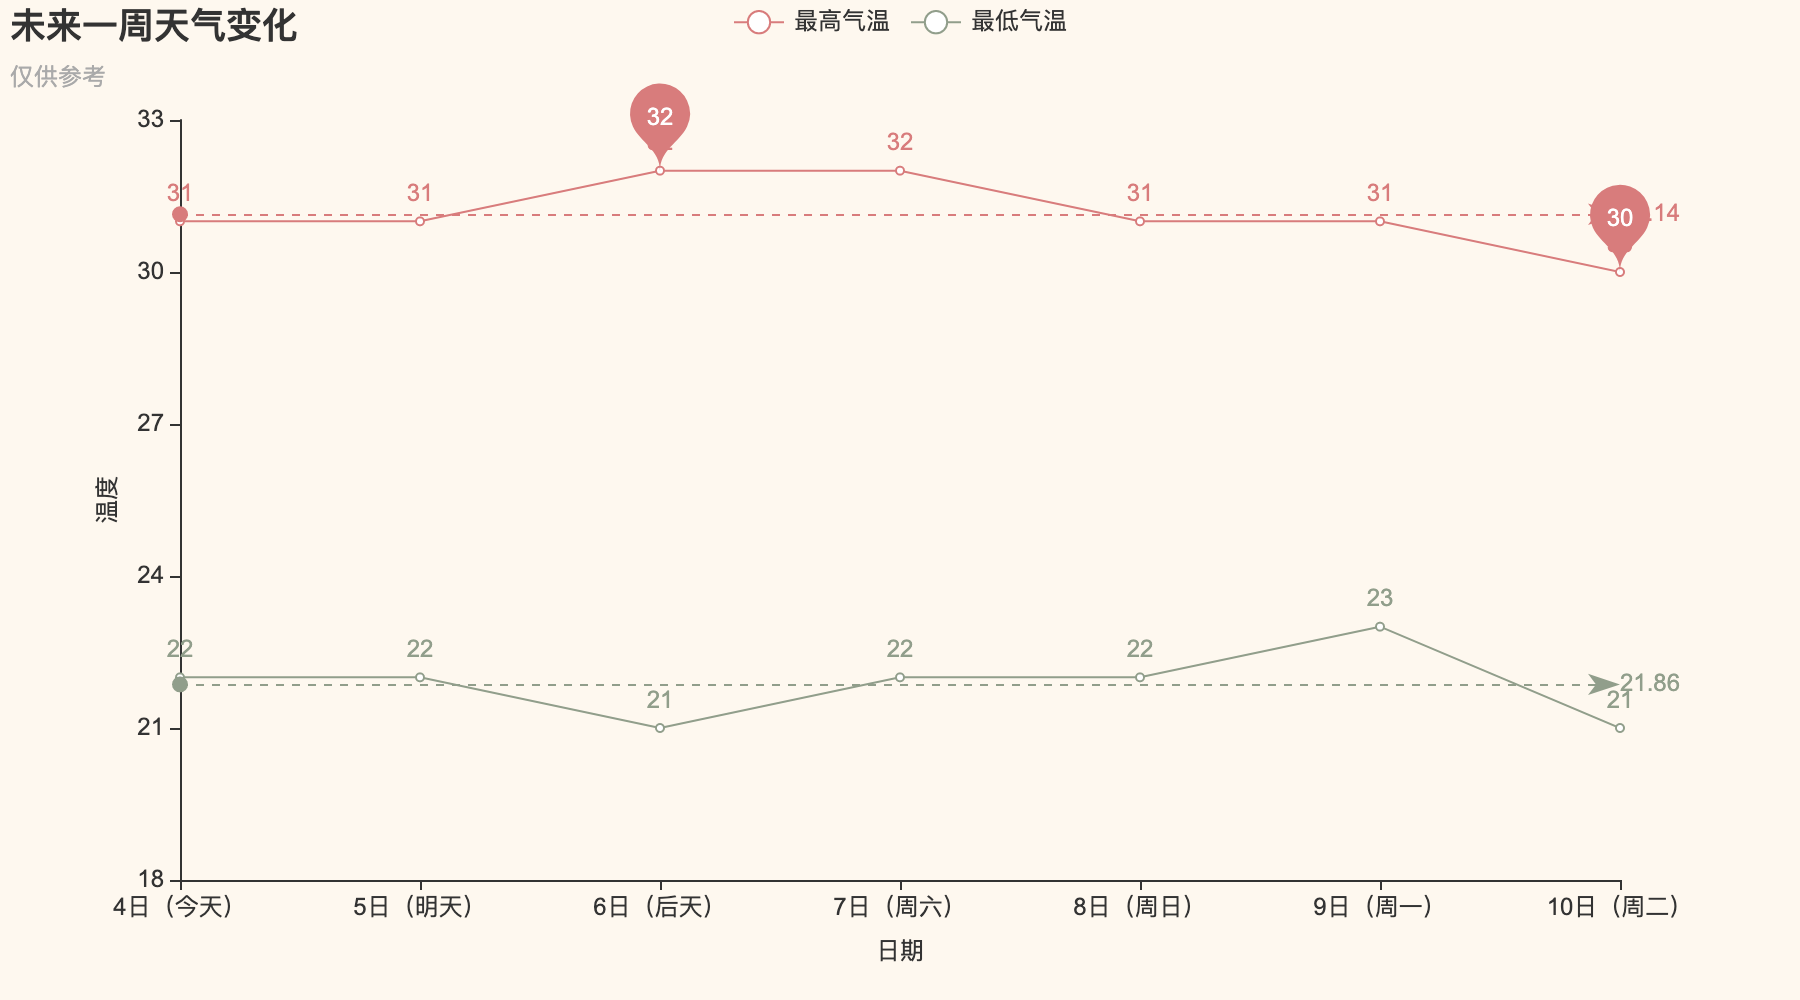 未来一周天气变化
仅供参考
最高气温
最低气温
33
30
27
24
21
18
温度
31
31
32
32
31
31
30
.14
22
22
21
22
22
23
21
21.86
4日（今天）
5日（明天）
6日（后天）
7日（周六）
8日（周日）
9日（周一）
10日（周二）
日期